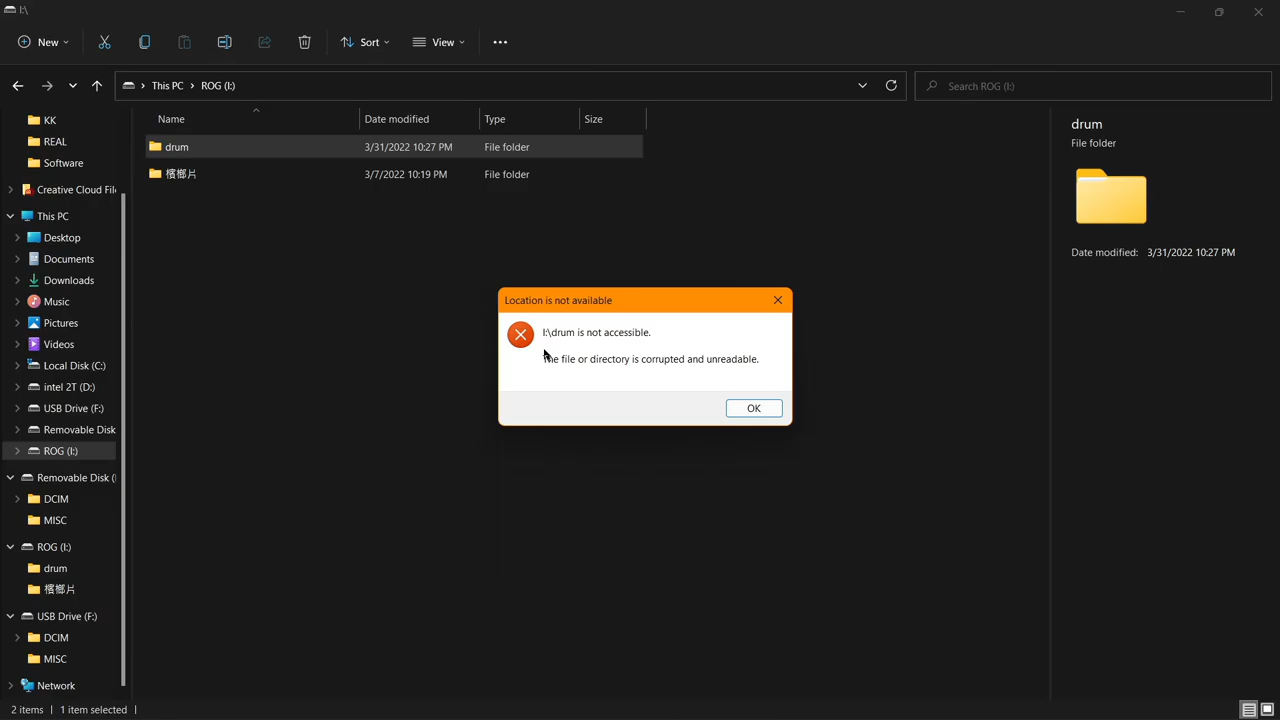 I:\
New
Sort
View
This PC > ROG (I:)
Search ROG (I:)
Name
Date modified
Type
Size
drum
3/31/2022 10:27 PM
File folder
檳榔片
3/7/2022 10:19 PM
File folder
KK
REAL
Software
Creative Cloud Fil
This PC
Desktop
Documents
Downloads
Music
Pictures
Videos
Local Disk (C:)
intel 2T (D:)
USB Drive (F:)
Removable Disk
ROG (I:)
Removable Disk (
DCIM
MISC
ROG (I:)
drum
檳榔片
USB Drive (F:)
DCIM
MISC
Network
drum
File folder
Date modified: 3/31/2022 10:27 PM
Location is not available
I:\drum is not accessible.
The file or directory is corrupted and unreadable.
OK
2 items
1 item selected